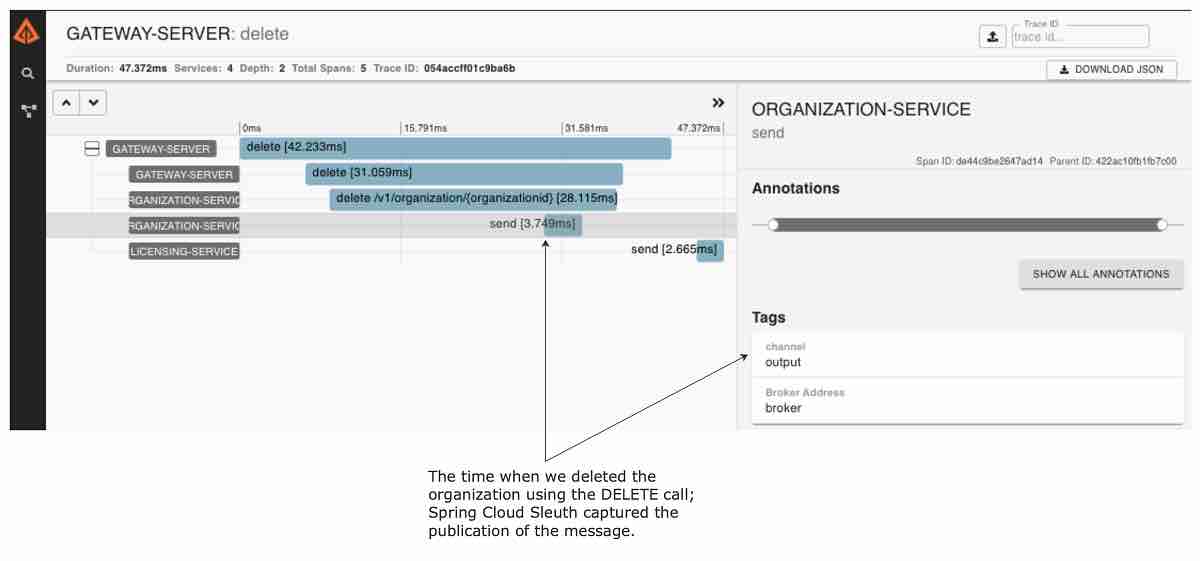 GATEWAY-SERVER: delete
Trace ID
trace id...
Duration: 47.372ms Services: 4 Depth: 2 Total Spans: 5 Trace ID: 054accff01c9ba6b
DOWNLOAD JSON
0ms 15.791ms 31.581ms 47.372ms
GATEWAY-SERVER delete [42.233ms]
GATEWAY-SERVER delete [31.059ms]
RGANIZATION-SERVIC delete /v1/organization/{organizationid} [28.115ms]
RGANIZATION-SERVIC send [3.749ms]
LICENSING-SERVICE send [2.665ms]
ORGANIZATION-SERVICE
send
Span ID: de44c9be2647ad14 Parent ID: 422ac10fb1fb7c00
Annotations
SHOW ALL ANNOTATIONS
Tags
channel
output
Broker Address
broker
The time when we deleted the
organization using the DELETE call;
Spring Cloud Sleuth captured the
publication of the message.